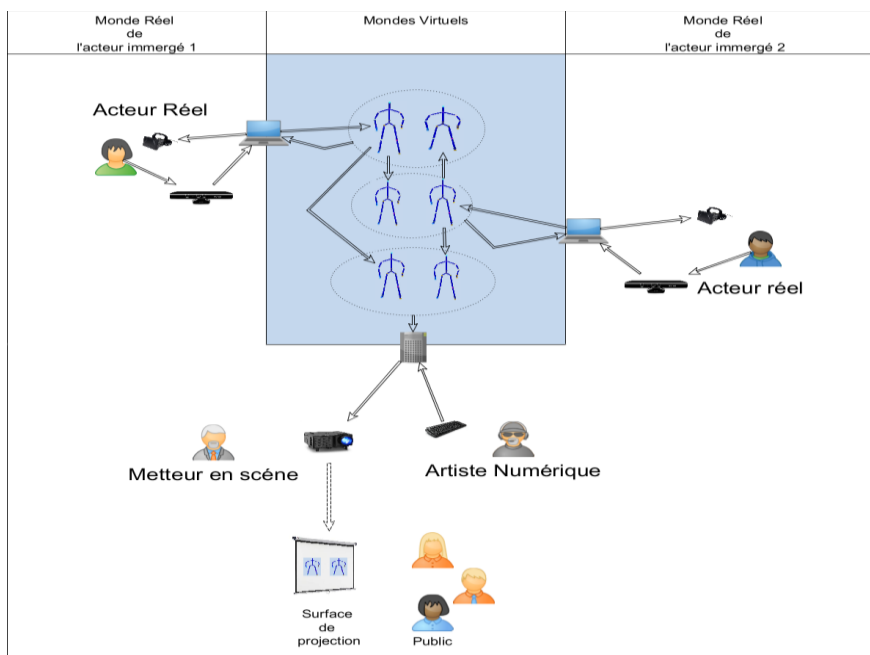 Monde Réel
de
l'acteur immergé 1
Mondes Virtuels
Monde Réel
de
l'acteur immergé 2
Acteur Réel
Acteur réel
Metteur en scéne
Artiste Numérique
Surface
de
projection
Public